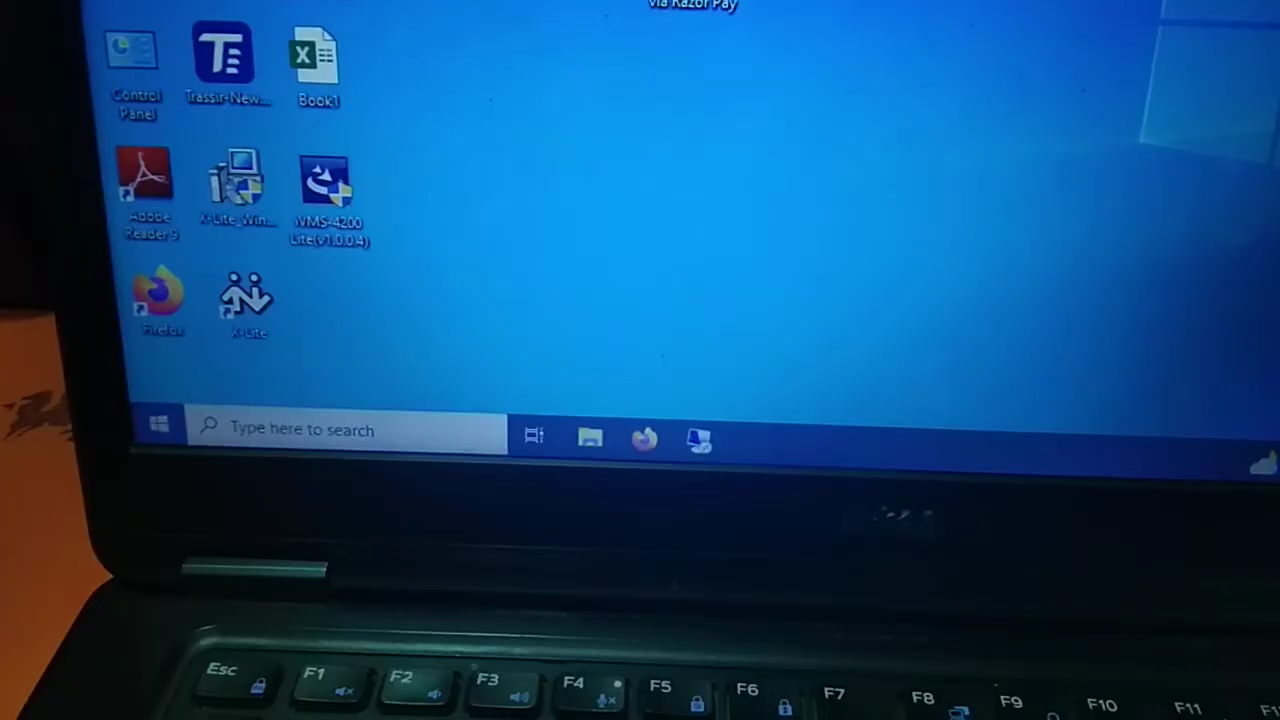 via Razor Pay
Control
Panel
Trassir-New...
Book1
Adobe
Reader 9
X-Lite_Win...
iVMS-4200
Lite(v1.0.0.4)
Firefox
X-Lite
Type here to search
Esc
F1
F2
F3
F4
F5
F6
F7
F8
F9
F10
F11